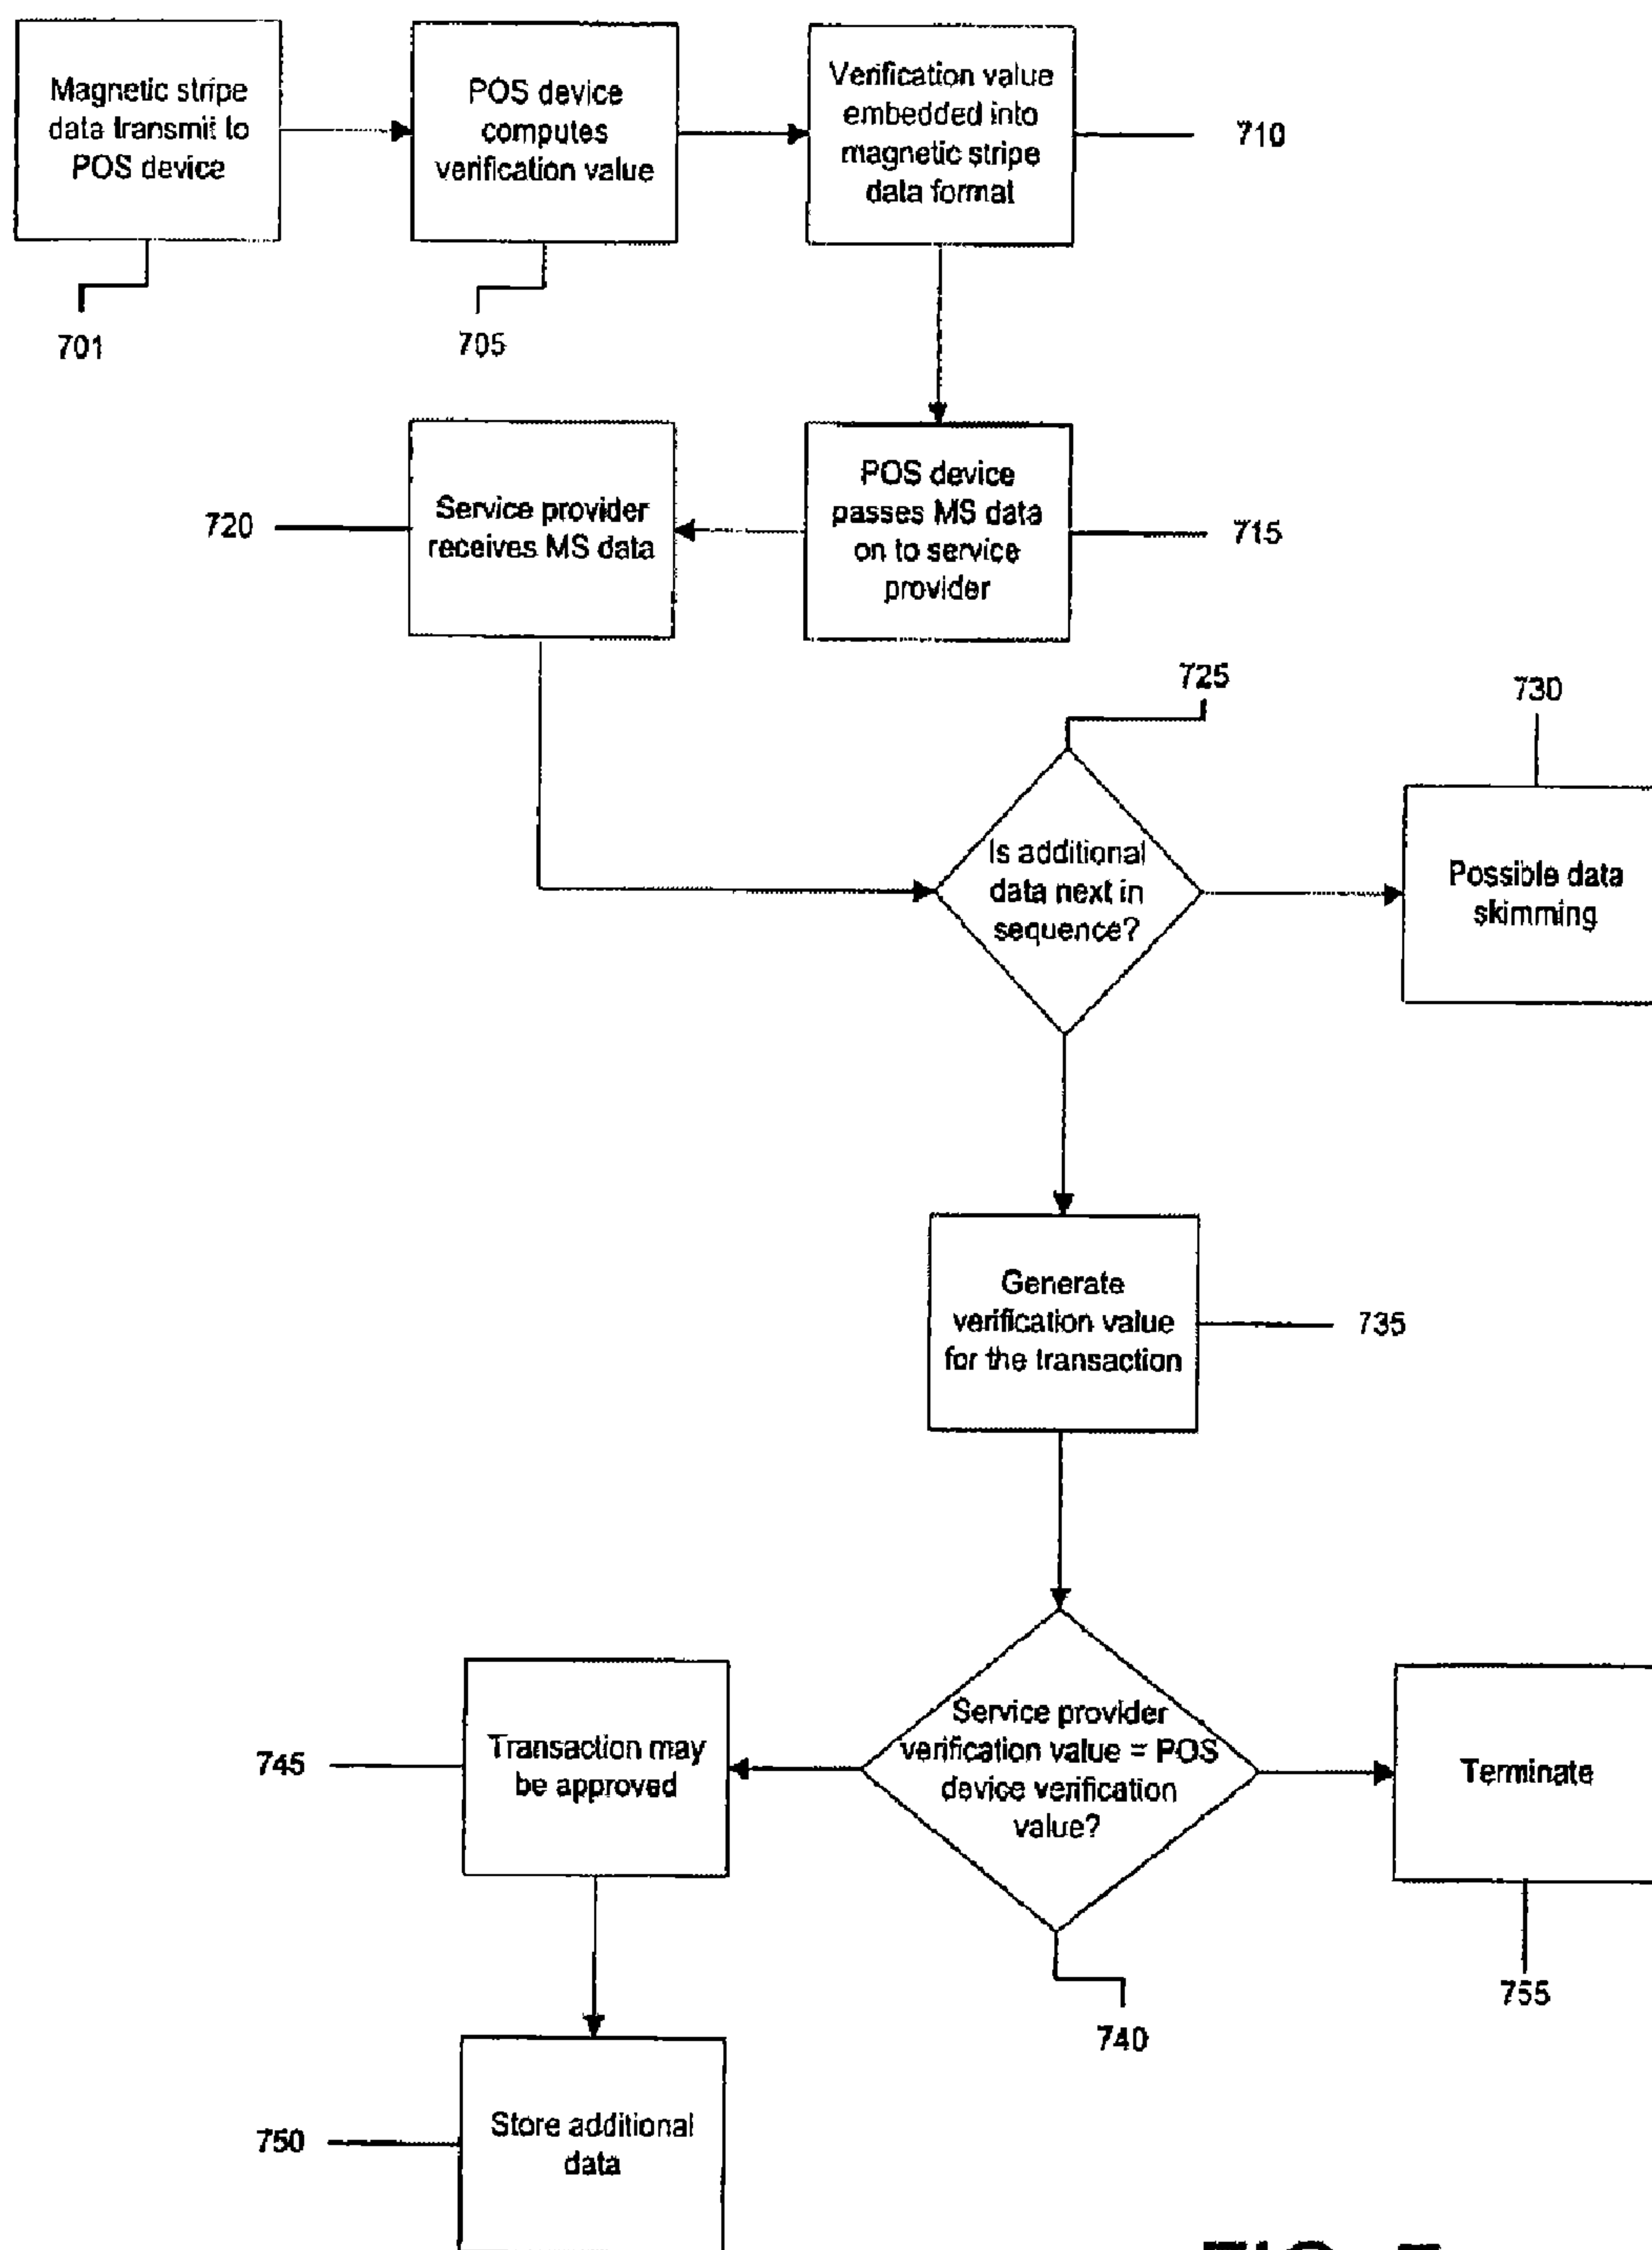 Magnetic stripe
data transmit to
POS device
701
POS device
computes
verification value
705
Verification value
embedded into
magnetic stripe
data format
710
POS device
passes MS data
on to service
provider
715
Service provider
receives MS data
720
725
Is additional
data next in
sequence?
730
Possible data
skimming
Generate
verification value
for the transaction
735
Service provider
verification value = POS
device verification
value?
740
Transaction may
be approved
745
Terminate
755
Store additional
data
750